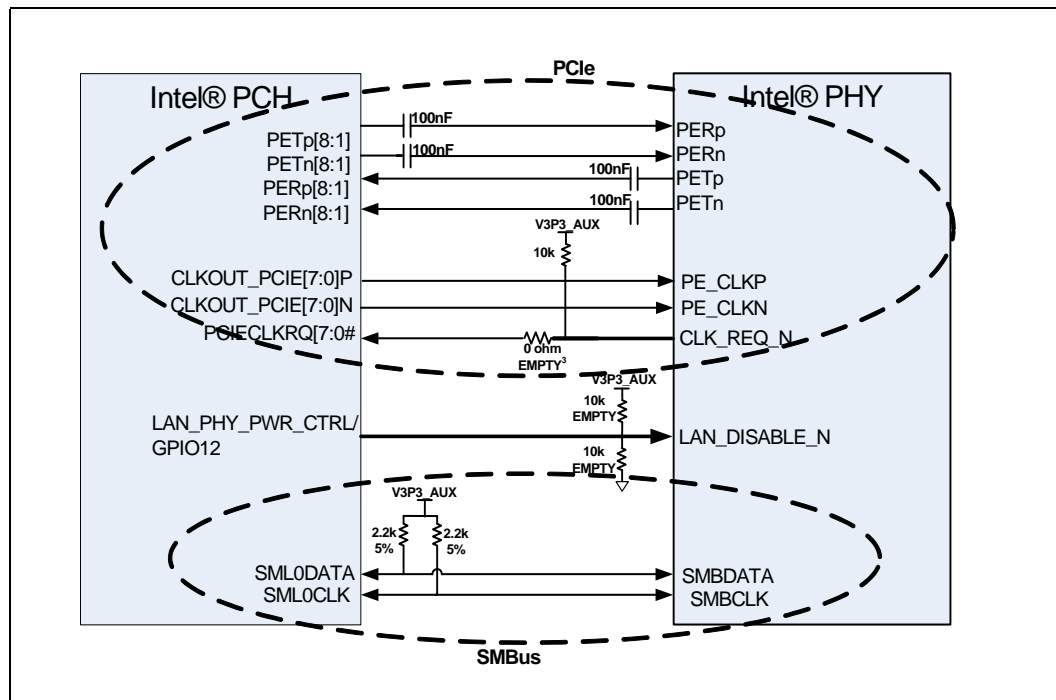 PCIe
Intel® PCH
Intel® PHY
100nF
PETp[8:1]
PERp
100nF
PETn[8:1]
PERn
100nF
PERp[8:1]
PETp
100nF
PERn[8:1]
PETn
V3P3_AUX
10k
CLKOUT_PCIE[7:0]P
PE_CLKP
CLKOUT_PCIE[7:0]N
PE_CLKN
PCIECLKRQ[7:0#
CLK_REQ_N
0 ohm
EMPTY³
V3P3_AUX
10k
EMPTY
LAN_PHY_PWR_CTRL/
GPIO12
LAN_DISABLE_N
10k
EMPTY
V3P3_AUX
2.2k
5%
2.2k
5%
SML0DATA
SMBDATA
SML0CLK
SMBCLK
SMBus